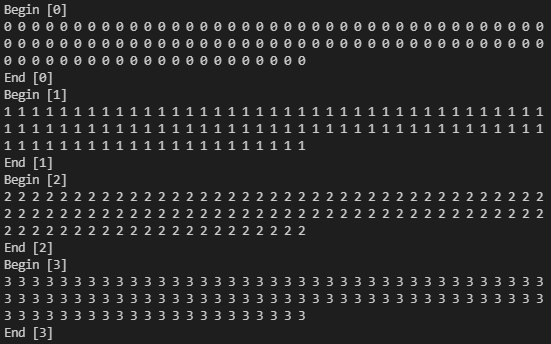 Begin [0]
0 0 0 0 0 0 0 0 0 0 0 0 0 0 0 0 0 0 0 0 0 0 0 0 0 0 0 0 0 0 0 0 0 0 0 0 0 0 0
0 0 0 0 0 0 0 0 0 0 0 0 0 0 0 0 0 0 0 0 0 0 0 0 0 0 0 0 0 0 0 0 0 0 0 0 0 0 0
0 0 0 0 0 0 0 0 0 0 0 0 0 0 0 0 0 0 0 0 0 0
End [0]
Begin [1]
1 1 1 1 1 1 1 1 1 1 1 1 1 1 1 1 1 1 1 1 1 1 1 1 1 1 1 1 1 1 1 1 1 1 1 1 1 1 1
1 1 1 1 1 1 1 1 1 1 1 1 1 1 1 1 1 1 1 1 1 1 1 1 1 1 1 1 1 1 1 1 1 1 1 1 1 1 1
1 1 1 1 1 1 1 1 1 1 1 1 1 1 1 1 1 1 1 1 1 1
End [1]
Begin [2]
2 2 2 2 2 2 2 2 2 2 2 2 2 2 2 2 2 2 2 2 2 2 2 2 2 2 2 2 2 2 2 2 2 2 2 2 2 2 2
2 2 2 2 2 2 2 2 2 2 2 2 2 2 2 2 2 2 2 2 2 2 2 2 2 2 2 2 2 2 2 2 2 2 2 2 2 2 2
2 2 2 2 2 2 2 2 2 2 2 2 2 2 2 2 2 2 2 2 2 2
End [2]
Begin [3]
3 3 3 3 3 3 3 3 3 3 3 3 3 3 3 3 3 3 3 3 3 3 3 3 3 3 3 3 3 3 3 3 3 3 3 3 3 3 3
3 3 3 3 3 3 3 3 3 3 3 3 3 3 3 3 3 3 3 3 3 3 3 3 3 3 3 3 3 3 3 3 3 3 3 3 3 3 3
3 3 3 3 3 3 3 3 3 3 3 3 3 3 3 3 3 3 3 3 3 3
End [3]